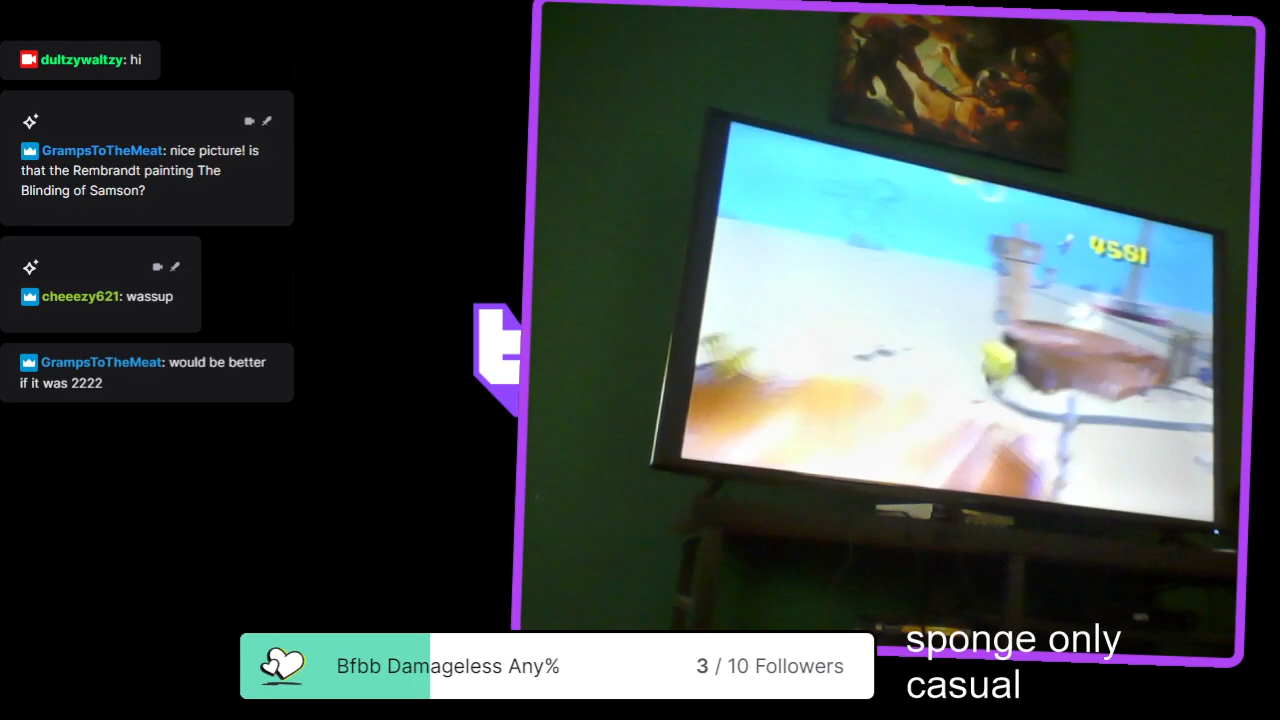 dultzywaltzy: hi
GrampsToTheMeat: nice picture! is
that the Rembrandt painting The
Blinding of Samson?
cheeezy621: wassup
GrampsToTheMeat: would be better
if it was 2222
4581
Bfbb Damageless Any% 3 / 10 Followers
sponge only
casual